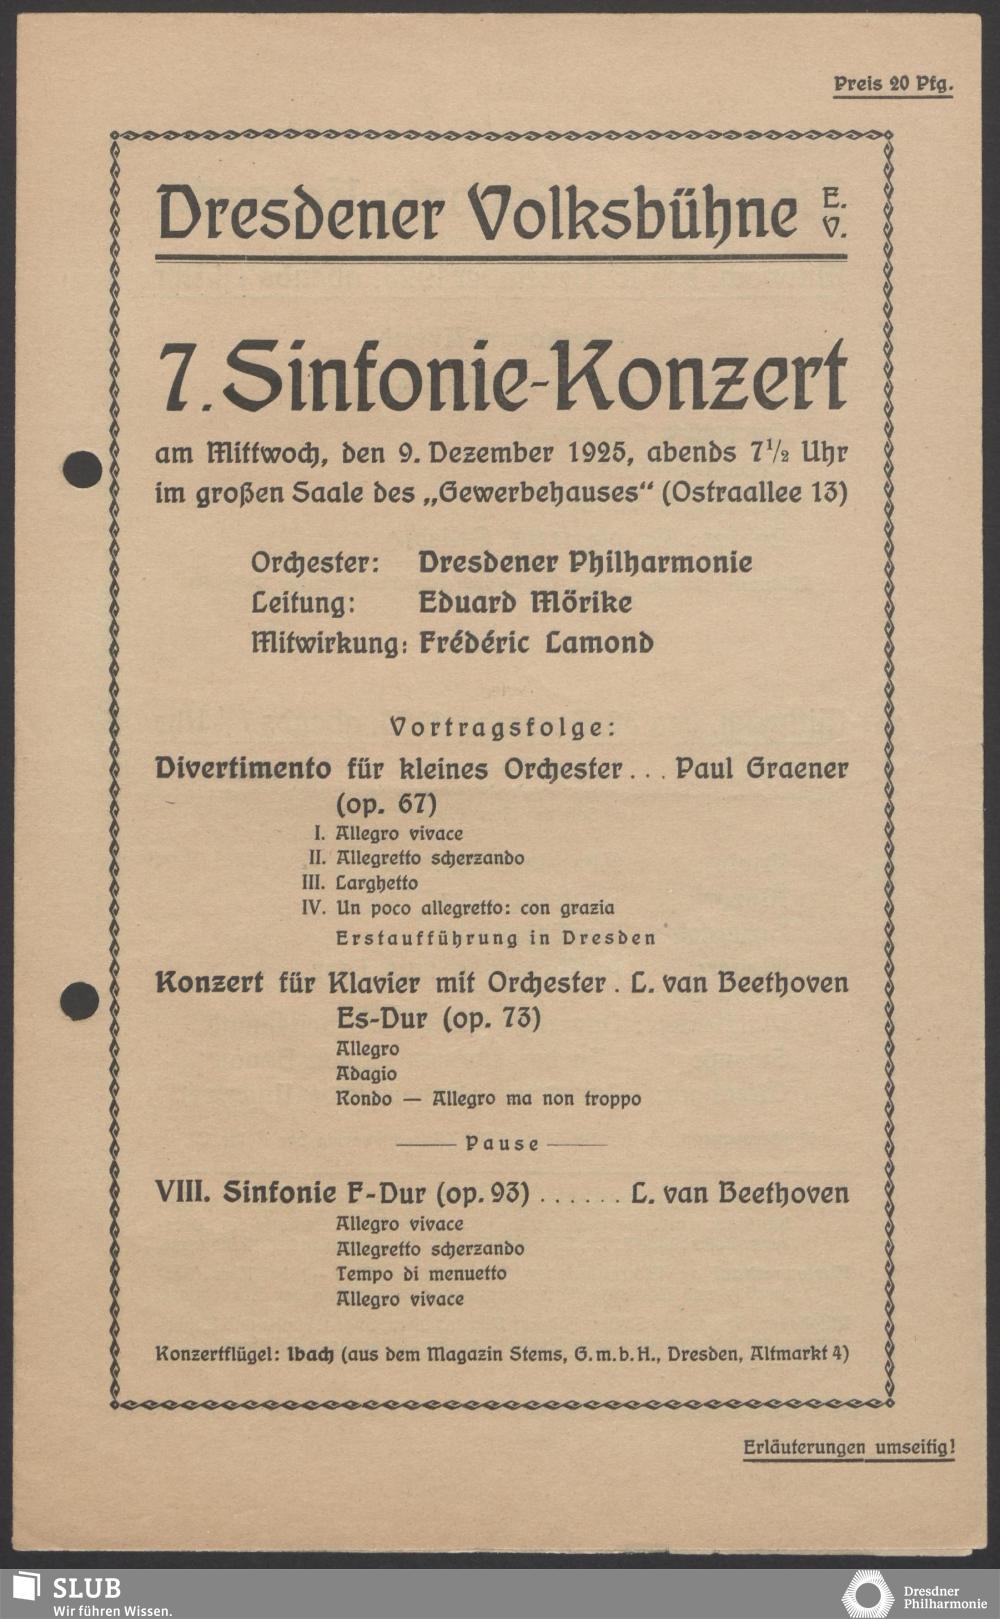 Preis 20 Pfg.
Dresdener Volksbühne E. V.
7. Sinfonie-Konzert
am Mittwoch, den 9. Dezember 1925, abends 7½ Uhr
im großen Saale des „Gewerbehauses“ (Ostraallee 13)
Orchester: Dresdener Philharmonie
Leitung: Eduard Mörike
Mitwirkung: Frédéric Lamond
Vortragsfolge:
Divertimento für kleines Orchester... Paul Graener
(op. 67)
I. Allegro vivace
II. Allegretto scherzando
III. Larghetto
IV. Un poco allegretto: con grazia
Erstaufführung in Dresden
Konzert für Klavier mit Orchester. L. van Beethoven
Es-Dur (op. 73)
Allegro
Adagio
Rondo — Allegro ma non troppo
Pause
VIII. Sinfonie F-Dur (op. 93)...... L. van Beethoven
Allegro vivace
Allegretto scherzando
Tempo di menuetto
Allegro vivace
Konzertflügel: Ibach (aus dem Magazin Stems, G.m.b.H., Dresden, Altmarkt 4)
Erläuterungen umseitig!
SLUB
Wir führen Wissen.
Dresdner
Philharmonie